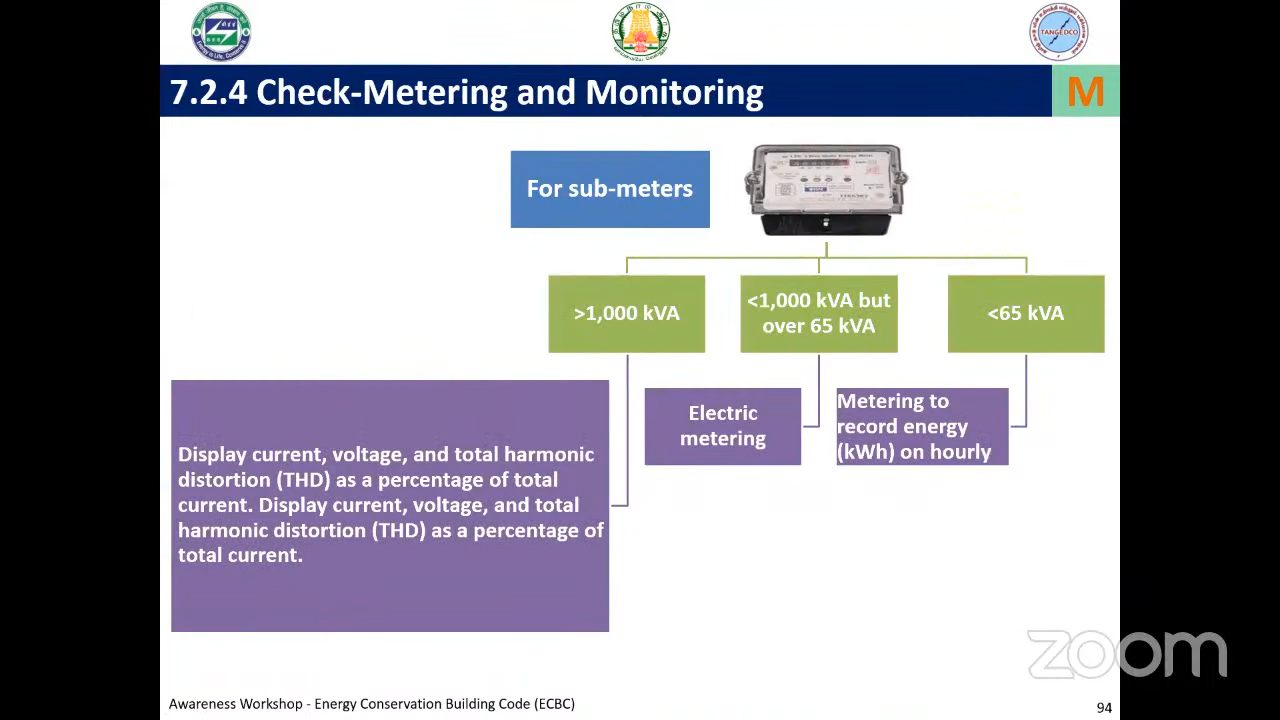 TANGEDCO
7.2.4 Check-Metering and Monitoring
M
For sub-meters
>1,000 kVA
<1,000 kVA but
over 65 kVA
<65 kVA
Display current, voltage, and total harmonic
distortion (THD) as a percentage of total
current. Display current, voltage, and total
harmonic distortion (THD) as a percentage of
total current.
Electric
metering
Metering to
record energy
(kWh) on hourly
zoom
Awareness Workshop - Energy Conservation Building Code (ECBC)
94